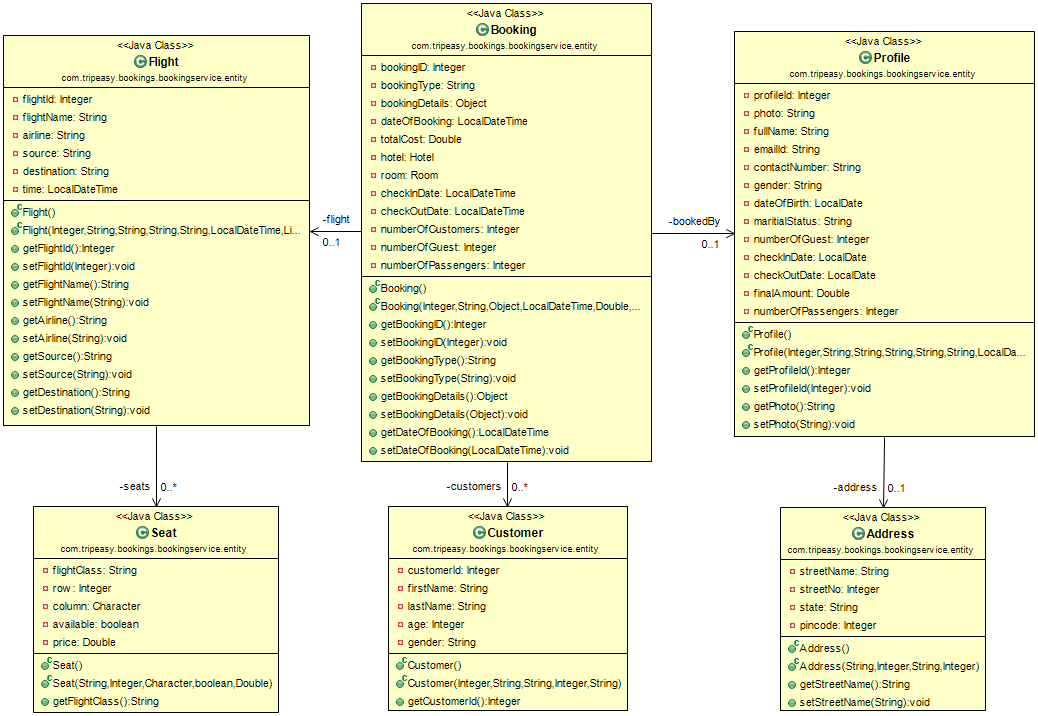 <<Java Class>>
Flight
com.tripeasy.bookings.bookingservice.entity
flightId: Integer
flightName: String
airline: String
source: String
destination: String
time: LocalDateTime
Flight()
Flight(Integer,String,String,String,String,LocalDateTime,Li...
getFlightId():Integer
setFlightId(Integer):void
getFlightName():String
setFlightName(String):void
getAirline():String
setAirline(String):void
getSource():String
setSource(String):void
getDestination():String
setDestination(String):void
-flight
0..1
<<Java Class>>
Booking
com.tripeasy.bookings.bookingservice.entity
bookingID: Integer
bookingType: String
bookingDetails: Object
dateOfBooking: LocalDateTime
totalCost: Double
hotel: Hotel
room: Room
checkInDate: LocalDateTime
checkOutDate: LocalDateTime
numberOfCustomers: Integer
numberOfGuest: Integer
numberOfPassengers: Integer
Booking()
Booking(Integer,String,Object,LocalDateTime,Double,...
getBookingID():Integer
setBookingID(Integer):void
getBookingType():String
setBookingType(String):void
getBookingDetails():Object
setBookingDetails(Object):void
getDateOfBooking():LocalDateTime
setDateOfBooking(LocalDateTime):void
-bookedBy
0..1
<<Java Class>>
Profile
com.tripeasy.bookings.bookingservice.entity
profileId: Integer
photo: String
fullName: String
emailId: String
contactNumber: String
gender: String
dateOfBirth: LocalDate
maritialStatus: String
numberOfGuest: Integer
checkInDate: LocalDate
checkOutDate: LocalDate
finalAmount: Double
numberOfPassengers: Integer
Profile()
Profile(Integer,String,String,String,String,String,LocalDa...
getProfileId():Integer
setProfileId(Integer):void
getPhoto():String
setPhoto(String):void
-seats 0..*
<<Java Class>>
Seat
com.tripeasy.bookings.bookingservice.entity
flightClass: String
row: Integer
column: Character
available: boolean
price: Double
Seat()
Seat(String,Integer,Character,boolean,Double)
getFlightClass():String
-customers 0..*
<<Java Class>>
Customer
com.tripeasy.bookings.bookingservice.entity
customerId: Integer
firstName: String
lastName: String
age: Integer
gender: String
Customer()
Customer(Integer,String,String,Integer,String)
getCustomerId():Integer
-address 0..1
<<Java Class>>
Address
com.tripeasy.bookings.bookingservice.entity
streetName: String
streetNo: Integer
state: String
pincode: Integer
Address()
Address(String,Integer,String,Integer)
getStreetName():String
setStreetName(String):void